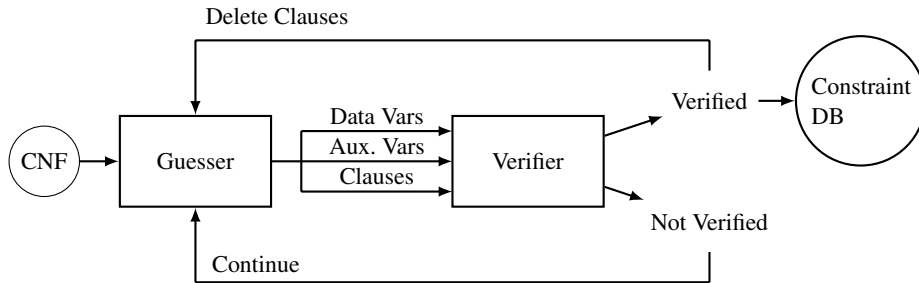 Delete Clauses
Constraint
DB
Verified
Data Vars
CNF
Guesser
Aux. Vars
Verifier
Clauses
Not Verified
Continue